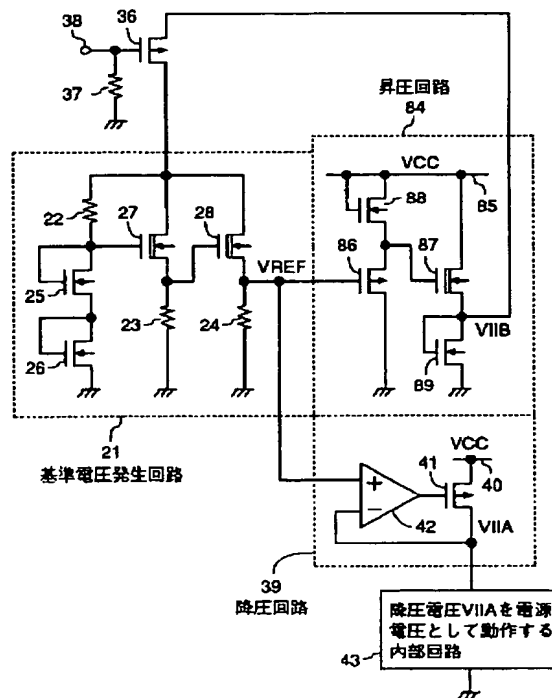 38
36
37
昇圧回路
84
VCC
85
22
27
28
88
86
87
VREF
VIIB
25
23
24
26
89
21
基準電圧発生回路
VCC
41
40
+
−
42
VIIA
39
降圧回路
降圧電圧VIIAを電源
電圧として動作する
内部回路
43